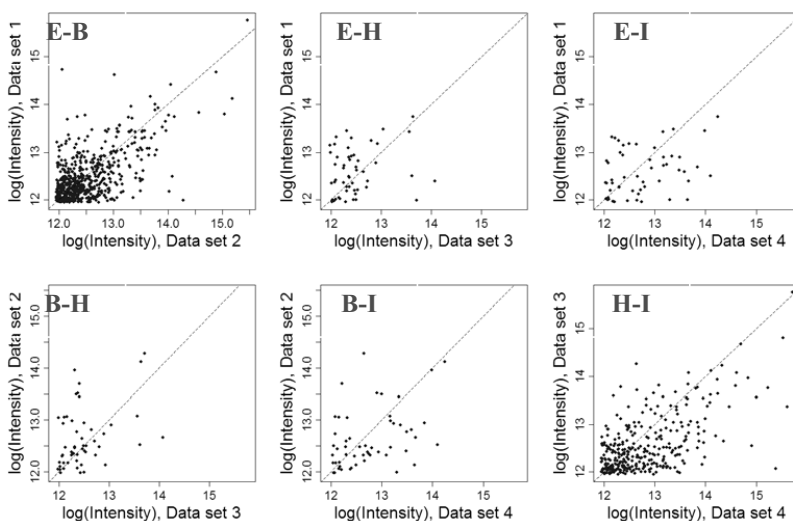 E-B
log(Intensity), Data set 1
12 13 14 15
12.0 13.0 14.0 15.0
log(Intensity), Data set 2
E-H
log(Intensity), Data set 1
12 13 14 15
12 13 14 15
log(Intensity), Data set 3
E-I
log(Intensity), Data set 1
12 13 14 15
12 13 14 15
log(Intensity), Data set 4
B-H
log(Intensity), Data set 2
12.0 13.0 14.0 15.0
12 13 14 15
log(Intensity), Data set 3
B-I
log(Intensity), Data set 2
12.0 13.0 14.0 15.0
12 13 14 15
log(Intensity), Data set 4
H-I
log(Intensity), Data set 3
12 13 14 15
12 13 14 15
log(Intensity), Data set 4